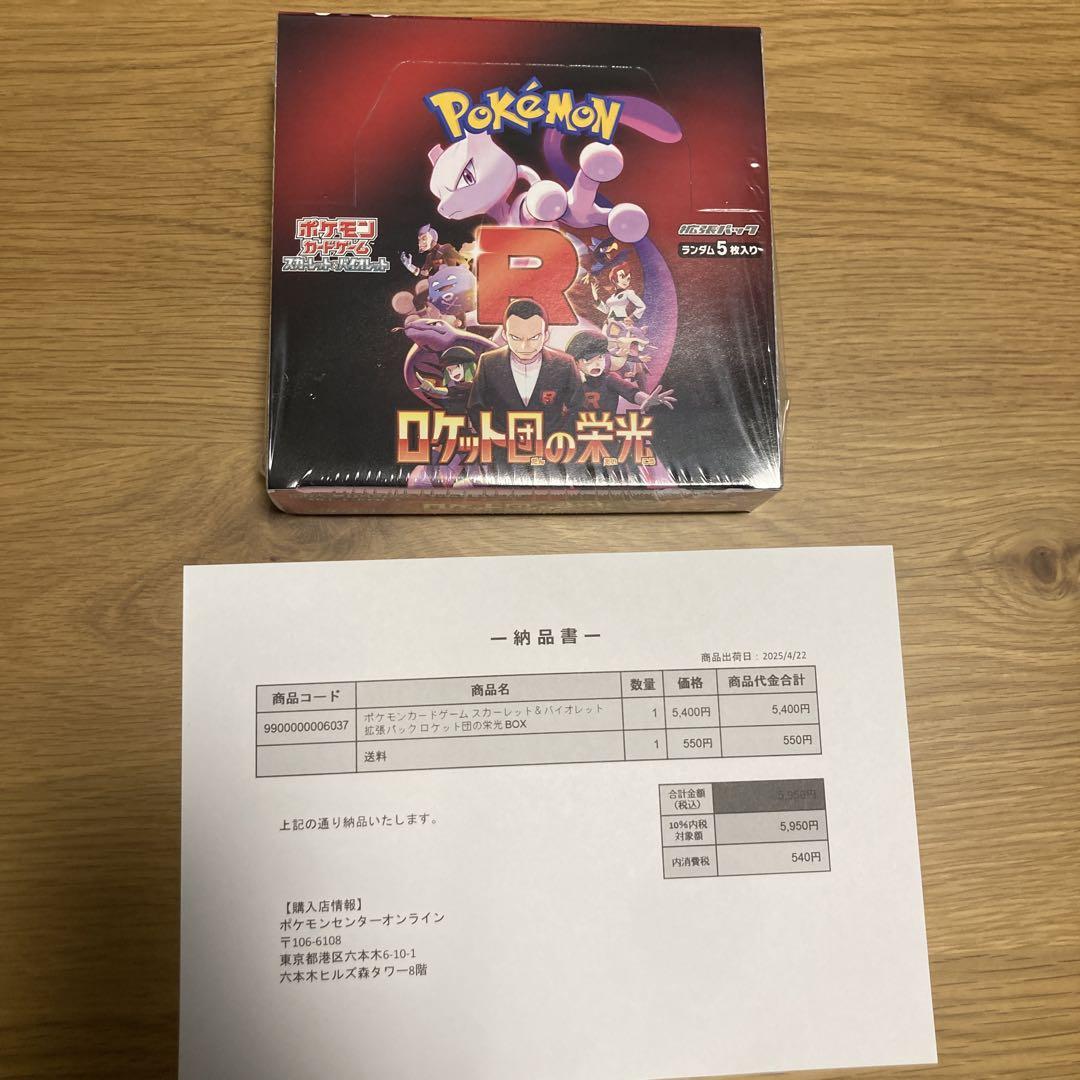 POKÉMON
ポケモン
カードゲーム
スカーレット&バイオレット
拡張パック
ランダム5枚入り
R
R
R
ロケット団の栄光
だん えい こう
ー納品書ー
商品出荷日：2025/4/22
商品コード 商品名 数量 価格 商品代金合計
9900000006037 ポケモンカードゲーム スカーレット＆バイオレット 1 5,400円 5,400円
拡張パック ロケット団の栄光 BOX
送料 1 550円 550円
合計金額
（税込） 5,950円
10%内税
対象額 5,950円
内消費税 540円
上記の通り納品いたします。
【購入店情報】
ポケモンセンターオンライン
〒106-6108
東京都港区六本木6-10-1
六本木ヒルズ森タワー8階